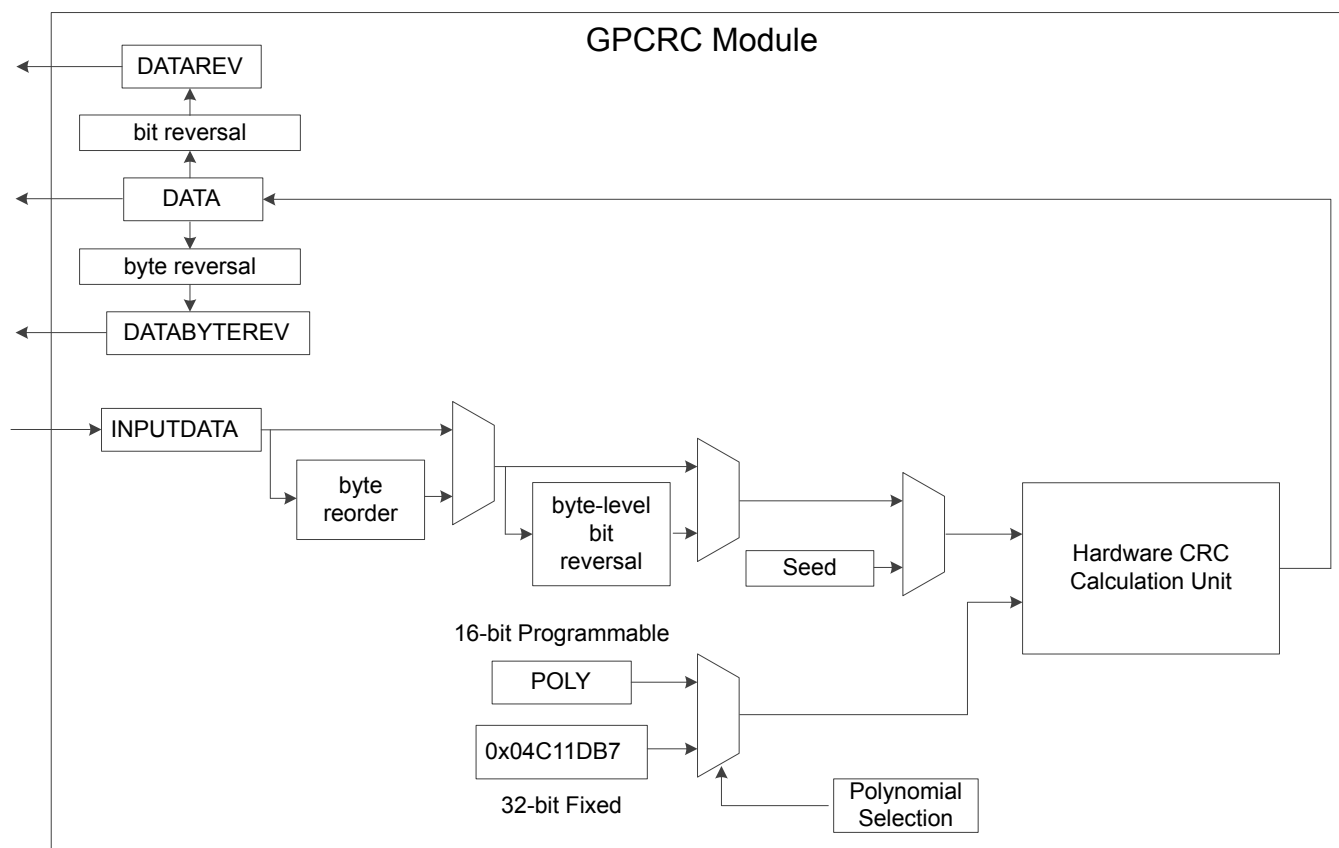 GPCRC Module
DATAREV
bit reversal
DATA
byte reversal
DATABYTEREV
INPUTDATA
byte
reorder
byte-level
bit
reversal
Seed
Hardware CRC
Calculation Unit
16-bit Programmable
POLY
0x04C11DB7
32-bit Fixed
Polynomial
Selection